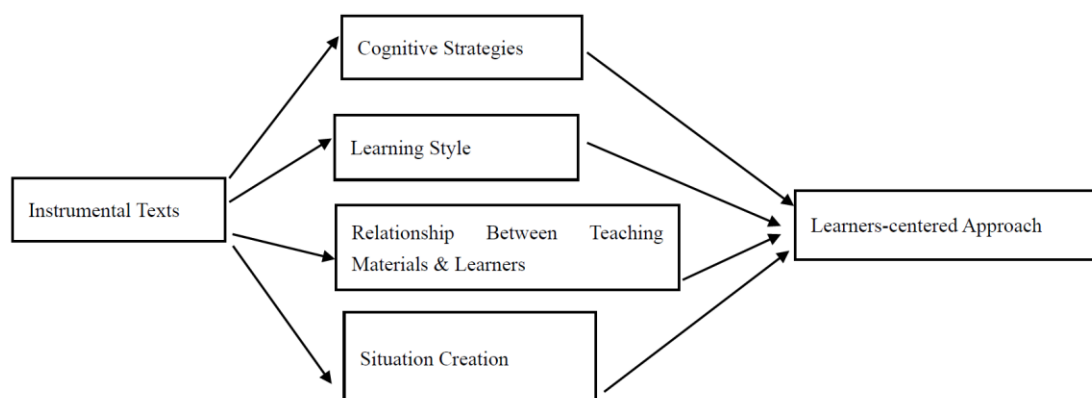 Cognitive Strategies
Learning Style
Instrumental Texts
Relationship Between Teaching
Materials & Learners
Learners-centered Approach
Situation Creation